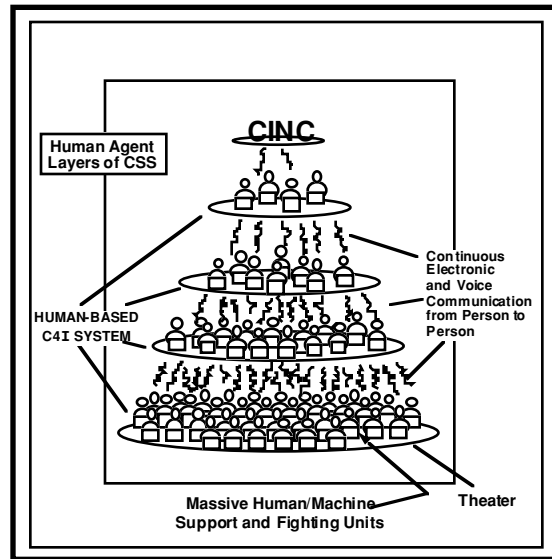 CINC
Human Agent
Layers of CSS
Continuous
Electronic
and Voice
Communication
from Person to
Person
HUMAN-BASED
C4I SYSTEM
Massive Human/Machine
Support and Fighting Units
Theater